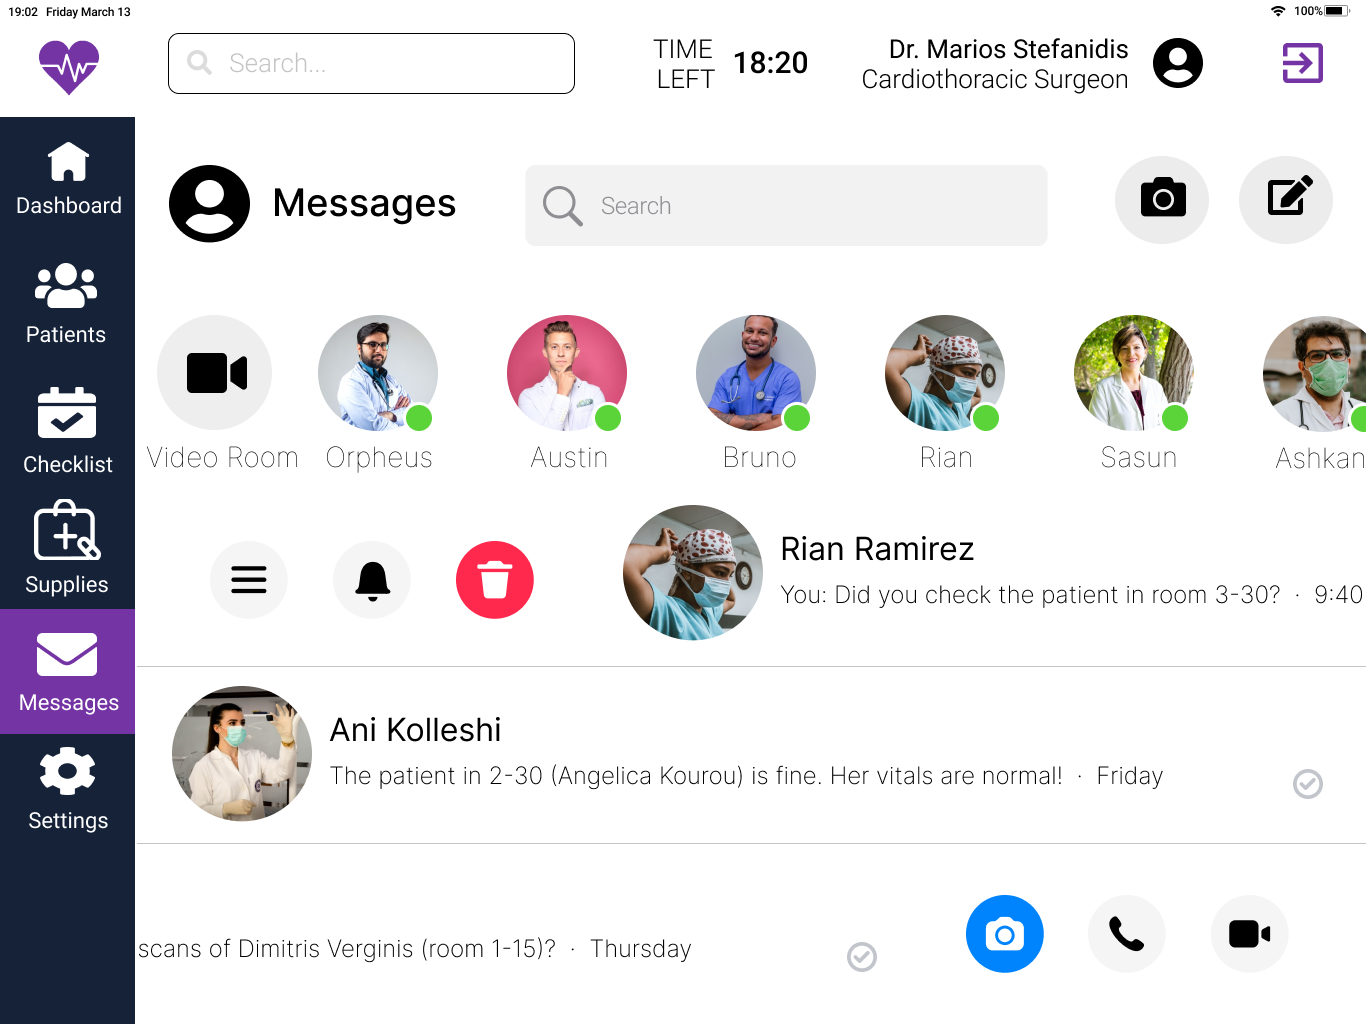 19:02 Friday March 13
100%
Search...
TIME LEFT
18:20
Dr. Marios Stefanidis
Cardiothoracic Surgeon
Dashboard
Patients
Checklist
Supplies
Messages
Settings
Messages
Search
Video Room
Orpheus
Austin
Bruno
Rian
Sasun
Ashkan
Rian Ramirez
You: Did you check the patient in room 3-30? · 9:40
Ani Kolleshi
The patient in 2-30 (Angelica Kourou) is fine. Her vitals are normal! · Friday
scans of Dimitris Verginis (room 1-15)? · Thursday